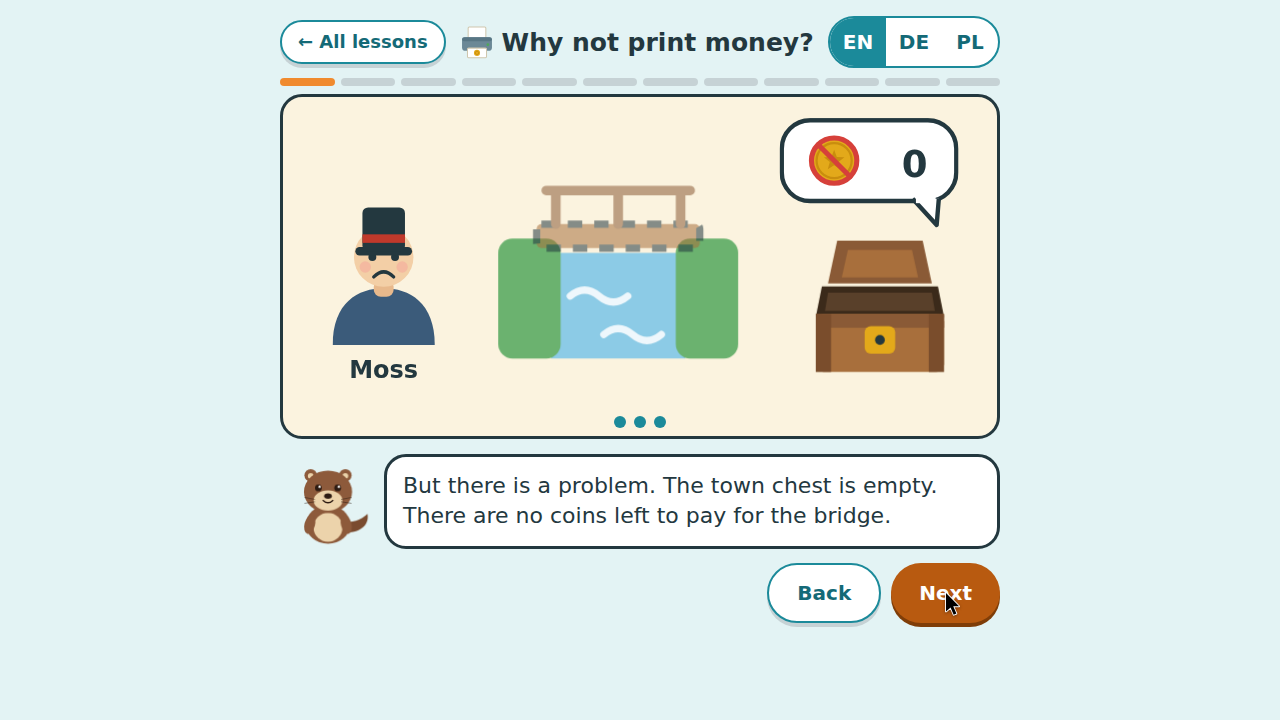 ← All lessons
Why not print money?
EN DE PL
0
Moss
But there is a problem. The town chest is empty.
There are no coins left to pay for the bridge.
Back
Next